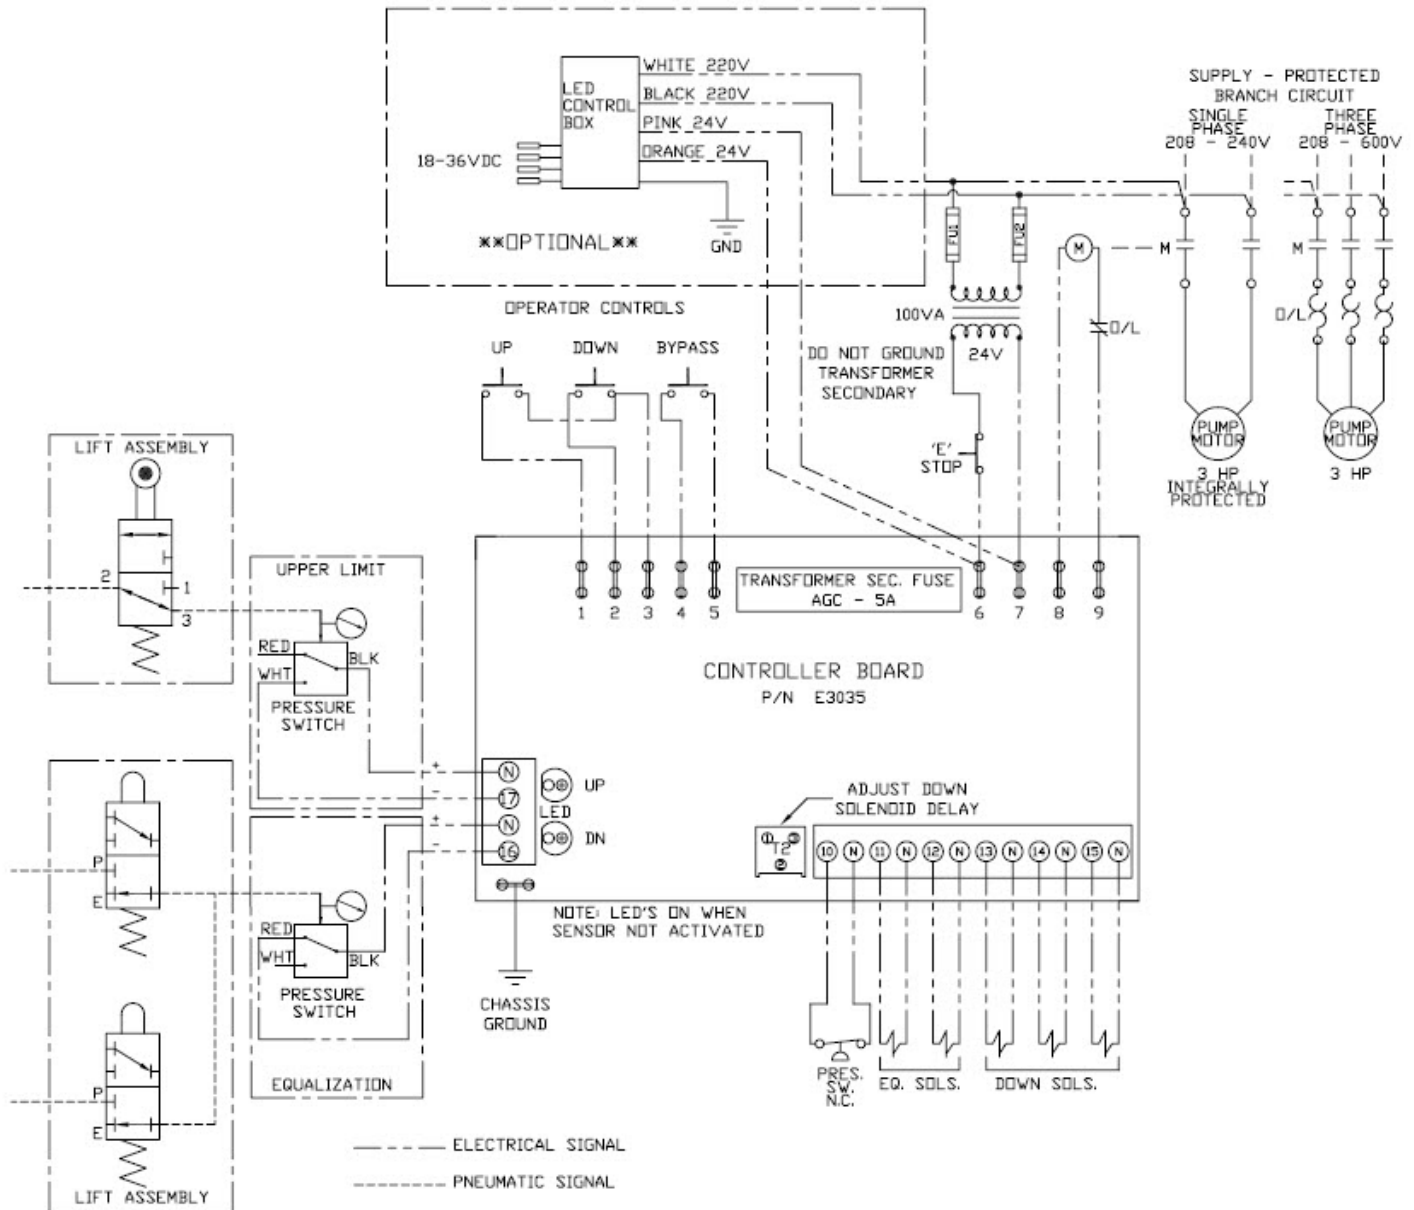 WHITE 220V
BLACK 220V
PINK 24V
ORANGE 24V
LED
CONTROL
BOX
18-36VDC
**OPTIONAL**
GND
SUPPLY - PROTECTED
BRANCH CIRCUIT
SINGLE
PHASE
208 - 240V
THREE
PHASE
208 - 600V
FU1
FU2
M
M
M
O/L
O/L
100VA
24V
DO NOT GROUND
TRANSFORMER
SECONDARY
'E'
STOP
PUMP
MOTOR
3 HP
INTEGRALLY
PROTECTED
PUMP
MOTOR
3 HP
OPERATOR CONTROLS
UP
DOWN
BYPASS
LIFT ASSEMBLY
2
1
3
UPPER LIMIT
RED
BLK
WHT
PRESSURE
SWITCH
1
2
3
4
5
TRANSFORMER SEC. FUSE
AGC - 5A
6
7
8
9
CONTROLLER BOARD
P/N E3035
+
-
+
-
N
17
N
16
UP
LED
DN
ADJUST DOWN
SOLENOID DELAY
1
3
T2
2
10
N
11
N
12
N
13
N
14
N
15
N
NOTE: LED'S ON WHEN
SENSOR NOT ACTIVATED
CHASSIS
GROUND
P
E
RED
WHT
BLK
PRESSURE
SWITCH
EQUALIZATION
P
E
LIFT ASSEMBLY
PRES.
SW.
N.C.
EQ. SOLS.
DOWN SOLS.
ELECTRICAL SIGNAL
PNEUMATIC SIGNAL